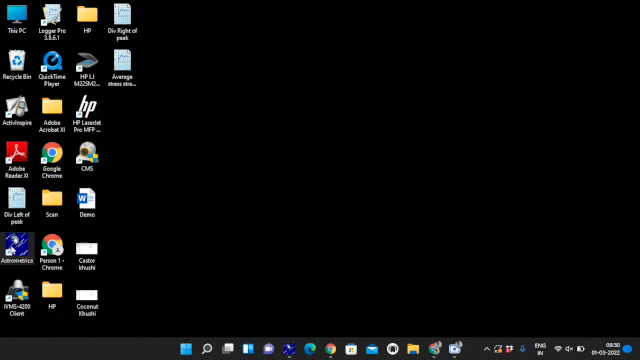 This PC
Logger Pro
3.8.6.1
HP
Div Right of
peak
Recycle Bin
QuickTime
Player
HP LJ
M225M2...
Average
stress stra...
ActivInspire
Adobe
Acrobat XI
HP LaserJet
Pro MFP ...
Adobe
Reader XI
Google
Chrome
CMS
Div Left of
peak
Scan
Demo
Astrometrica
Person 1 -
Chrome
Castor
khushi
iVMS-4200
Client
HP
Coconut
Khushi
ENG
IN
09:30
01-03-2022